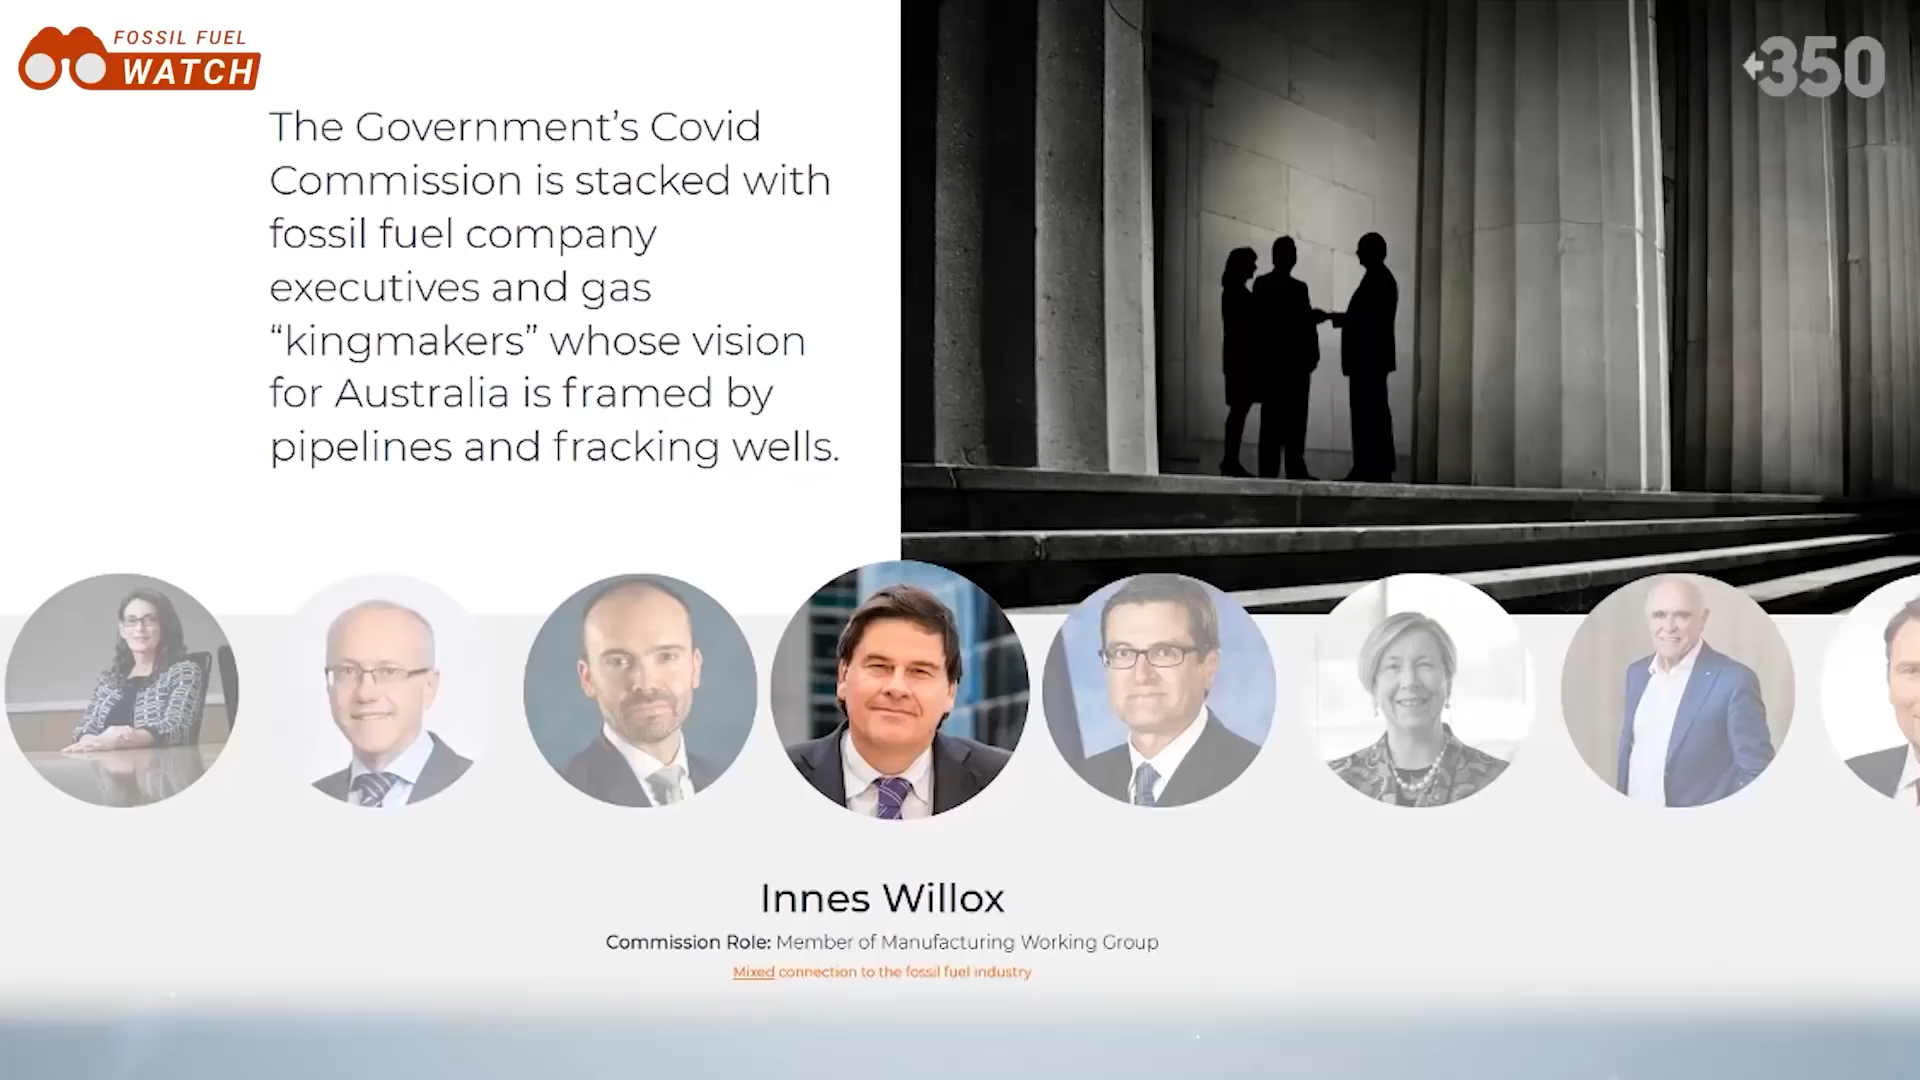 FOSSIL FUEL
WATCH
350
The Government’s Covid
Commission is stacked with
fossil fuel company
executives and gas
“kingmakers” whose vision
for Australia is framed by
pipelines and fracking wells.
Innes Willox
Commission Role: Member of Manufacturing Working Group
Mixed connection to the fossil fuel industry